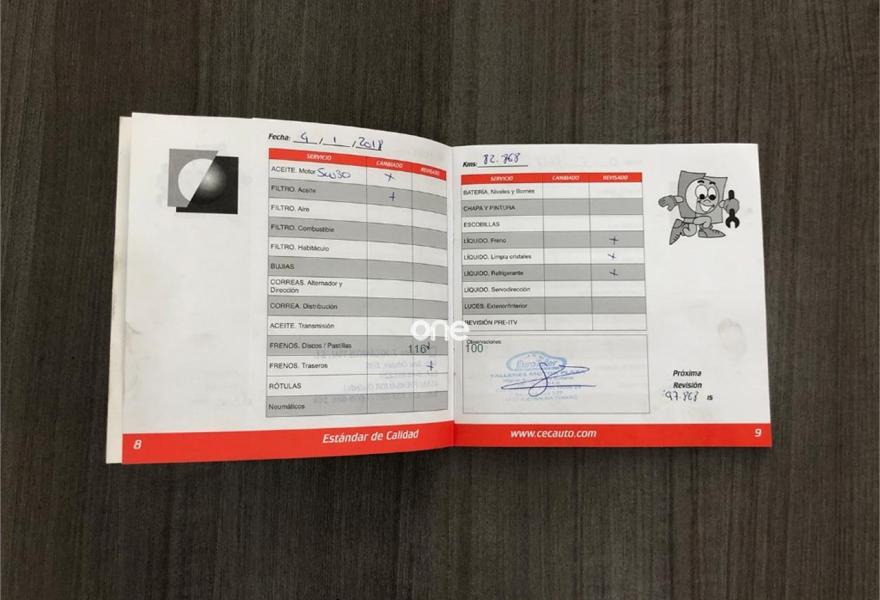 Fecha: 4 / 1 / 2018
SERVICIO CAMBIADO REVISADO
ACEITE. Motor 5w30 +
FILTRO. Aceite +
FILTRO. Aire
FILTRO. Combustible
FILTRO. Habitáculo
BUJIAS
CORREAS. Alternador y
Dirección
CORREA. Distribución
ACEITE. Transmisión
FRENOS. Discos / Pastillas
FRENOS. Traseros +
RÓTULAS
Neumáticos
8 Estándar de Calidad
Kms: 82.868
SERVICIO CAMBIADO REVISADO
BATERÍA. Niveles y Bornes
CHAPA Y PINTURA
ESCOBILLAS
LÍQUIDO. Freno +
LÍQUIDO. Limpia cristales +
LÍQUIDO. Refrigerante +
LÍQUIDO. Servodirección
LUCES. Exterior/Interior
REVISIÓN PRE-ITV
Observaciones:
Próxima
Revisión
97.868
www.cecauto.com 9
one
116
100